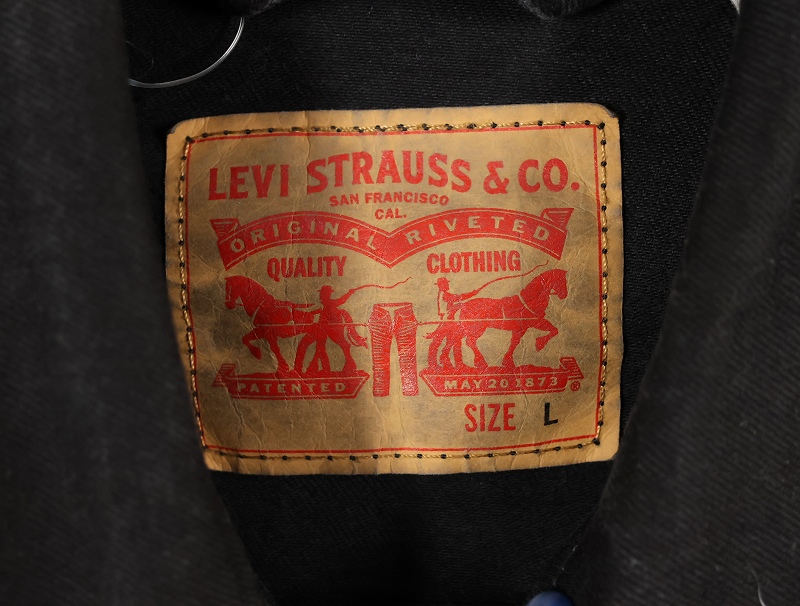 LEVI STRAUSS & CO.
SAN FRANCISCO
CAL.
ORIGINAL RIVETED
QUALITY CLOTHING
PATENTED MAY 20 1873 ®
SIZE L